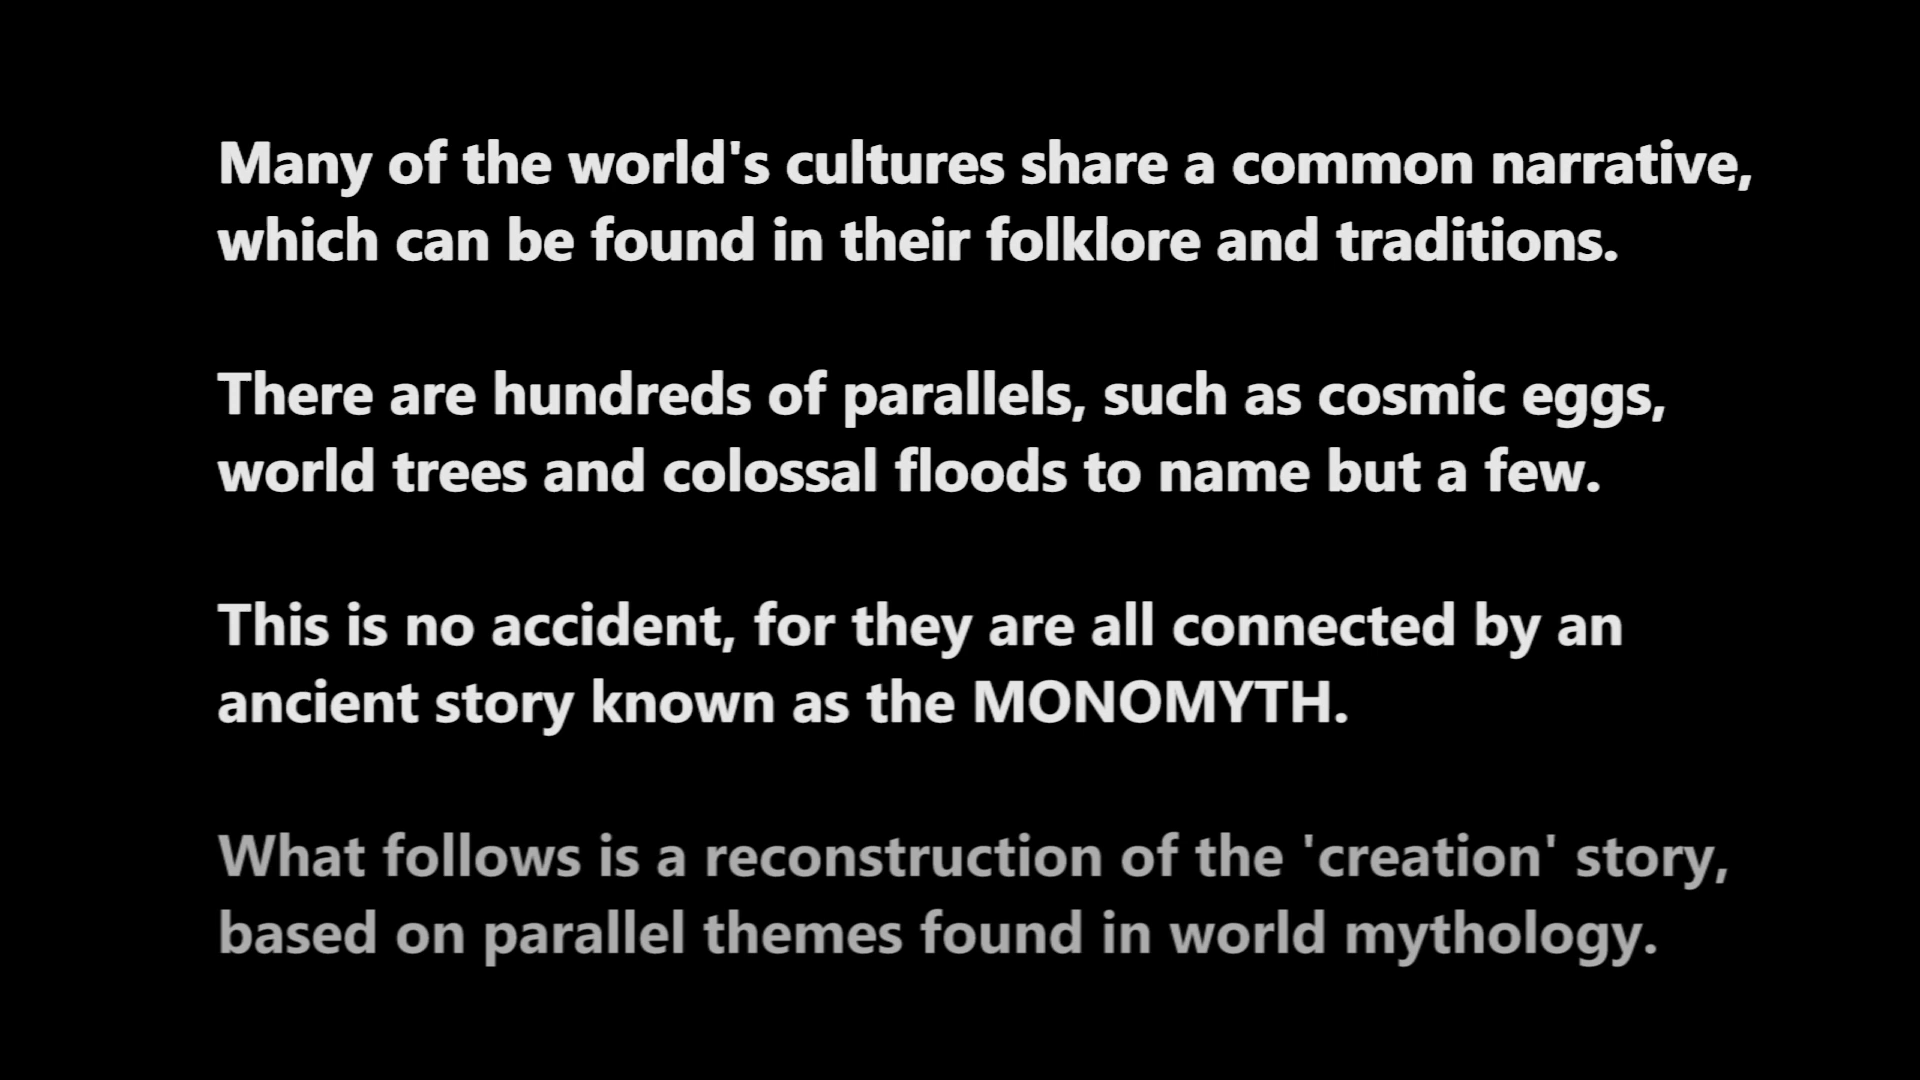 Many of the world's cultures share a common narrative,
which can be found in their folklore and traditions.
There are hundreds of parallels, such as cosmic eggs,
world trees and colossal floods to name but a few.
This is no accident, for they are all connected by an
ancient story known as the MONOMYTH.
What follows is a reconstruction of the 'creation' story,
based on parallel themes found in world mythology.